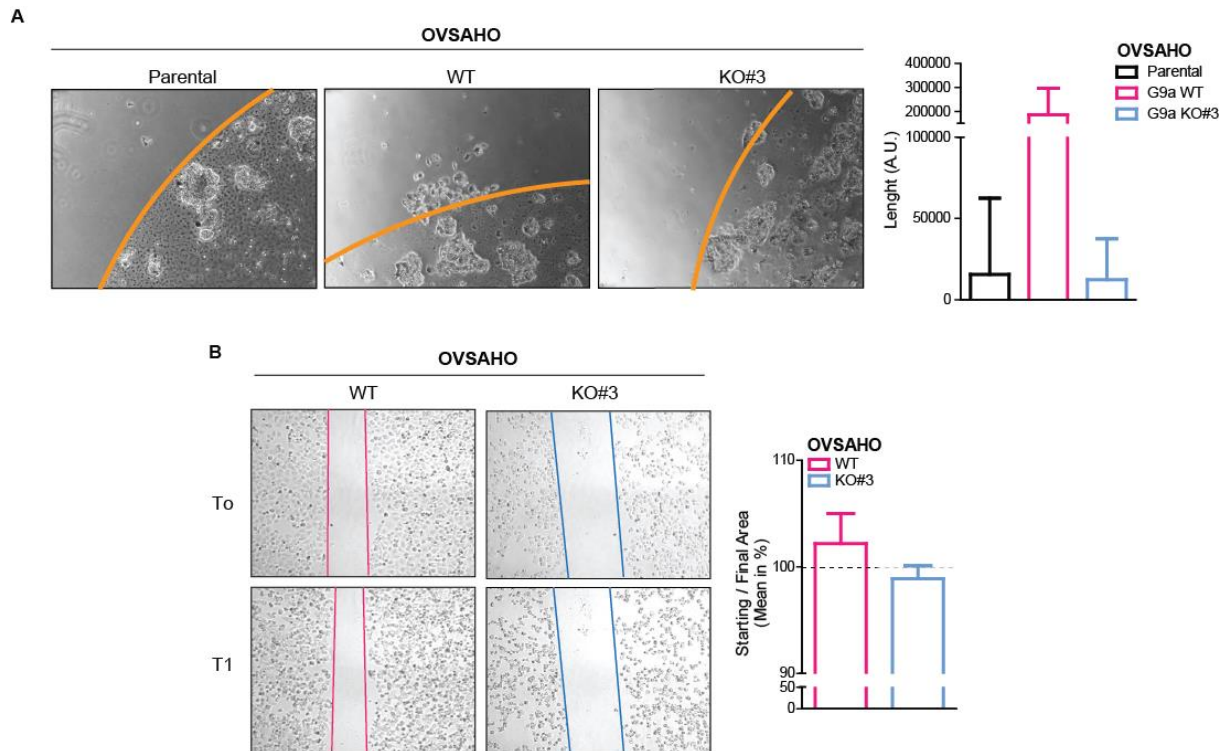 A
OVSAHO
Parental WT KO#3
Lenght (A.U.)
400000
300000
200000
100000
50000
0
OVSAHO
Parental
G9a WT
G9a KO#3
B
OVSAHO
WT KO#3
To
T1
Starting / Final Area
(Mean in %)
110
100
90
50
0
OVSAHO
WT
KO#3